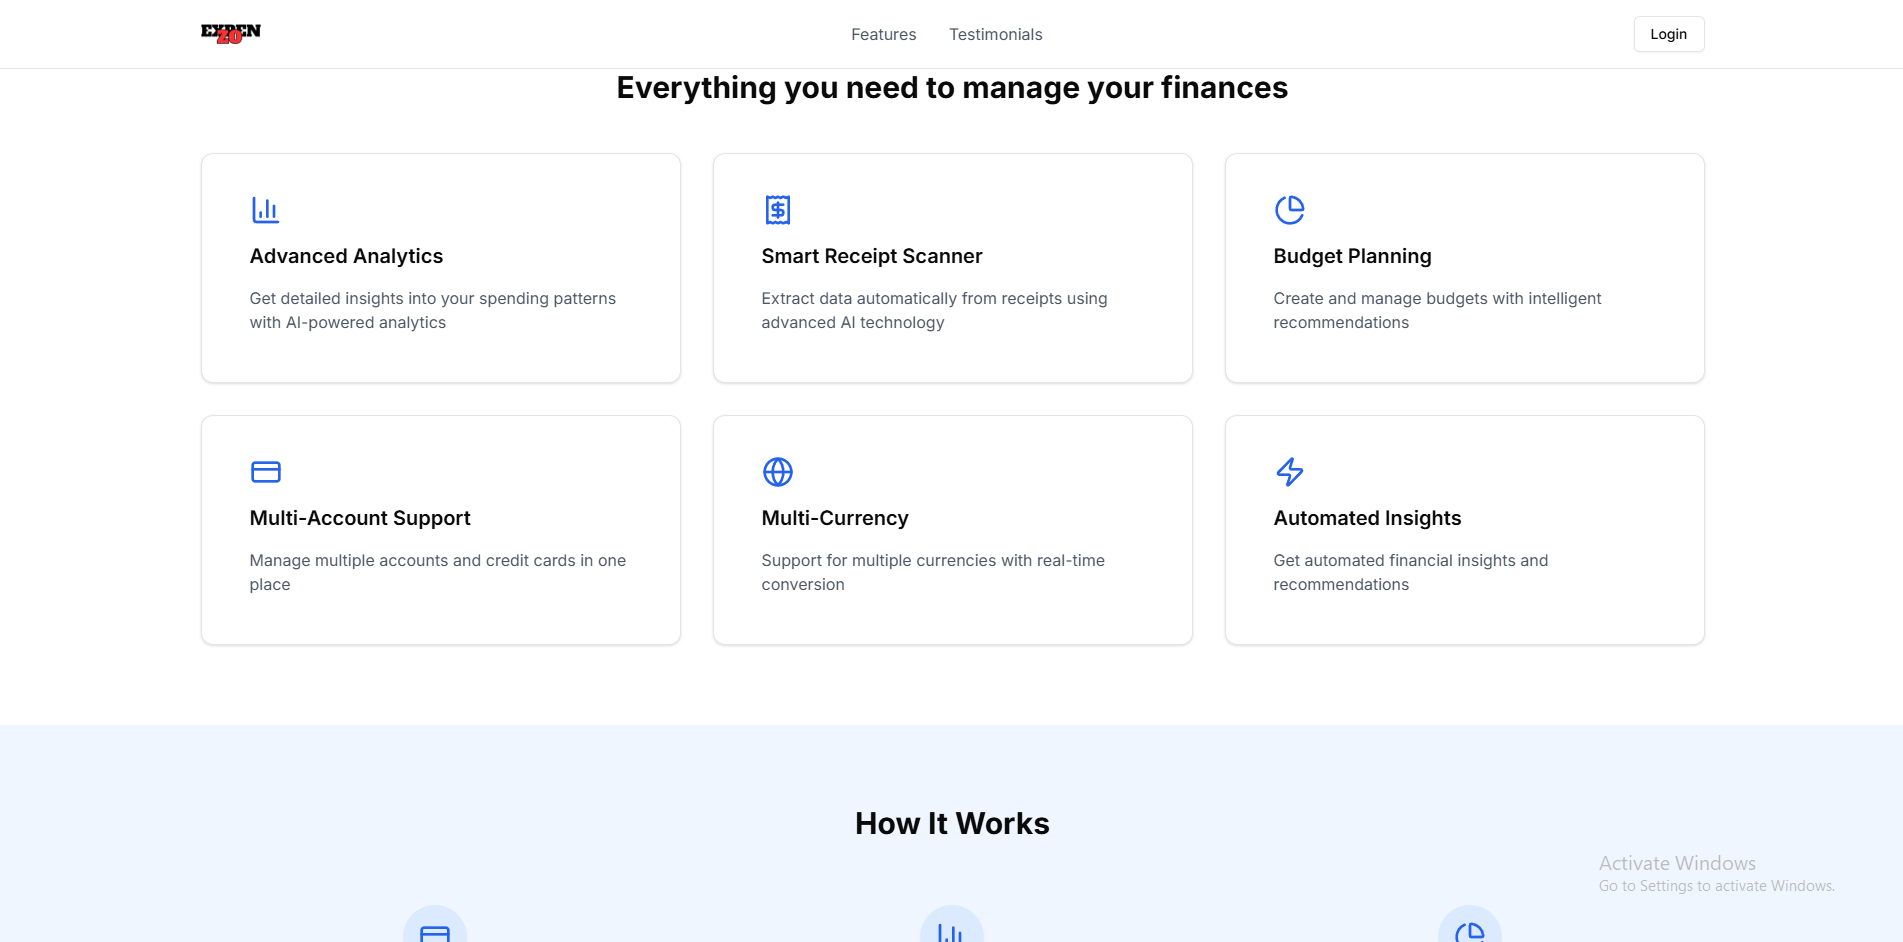 EXPEN
ZO
Features
Testimonials
Login
Everything you need to manage your finances
Advanced Analytics
Get detailed insights into your spending patterns
with AI-powered analytics
Smart Receipt Scanner
Extract data automatically from receipts using
advanced AI technology
Budget Planning
Create and manage budgets with intelligent
recommendations
Multi-Account Support
Manage multiple accounts and credit cards in one
place
Multi-Currency
Support for multiple currencies with real-time
conversion
Automated Insights
Get automated financial insights and
recommendations
How It Works
Activate Windows
Go to Settings to activate Windows.